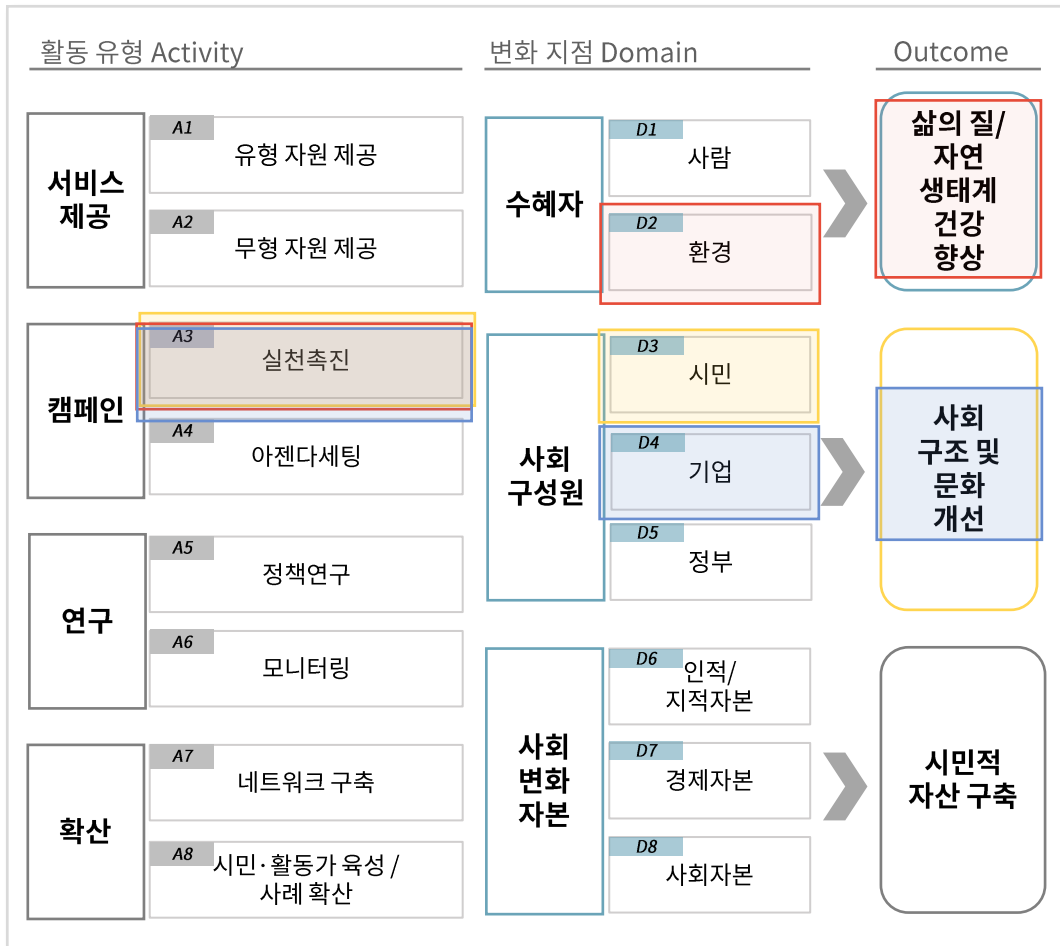 활동 유형 Activity
변화 지점 Domain
Outcome
서비스
제공
A1
유형 자원 제공
A2
무형 자원 제공
수혜자
D1
사람
D2
환경
삶의 질/
자연
생태계
건강
향상
캠페인
A3
실천촉진
A4
아젠다세팅
사회
구성원
D3
시민
D4
기업
D5
정부
사회
구조 및
문화
개선
연구
A5
정책연구
A6
모니터링
확산
A7
네트워크 구축
A8
시민·활동가 육성 /
사례 확산
사회
변화
자본
D6
인적/
지적자본
D7
경제자본
D8
사회자본
시민적
자산 구축